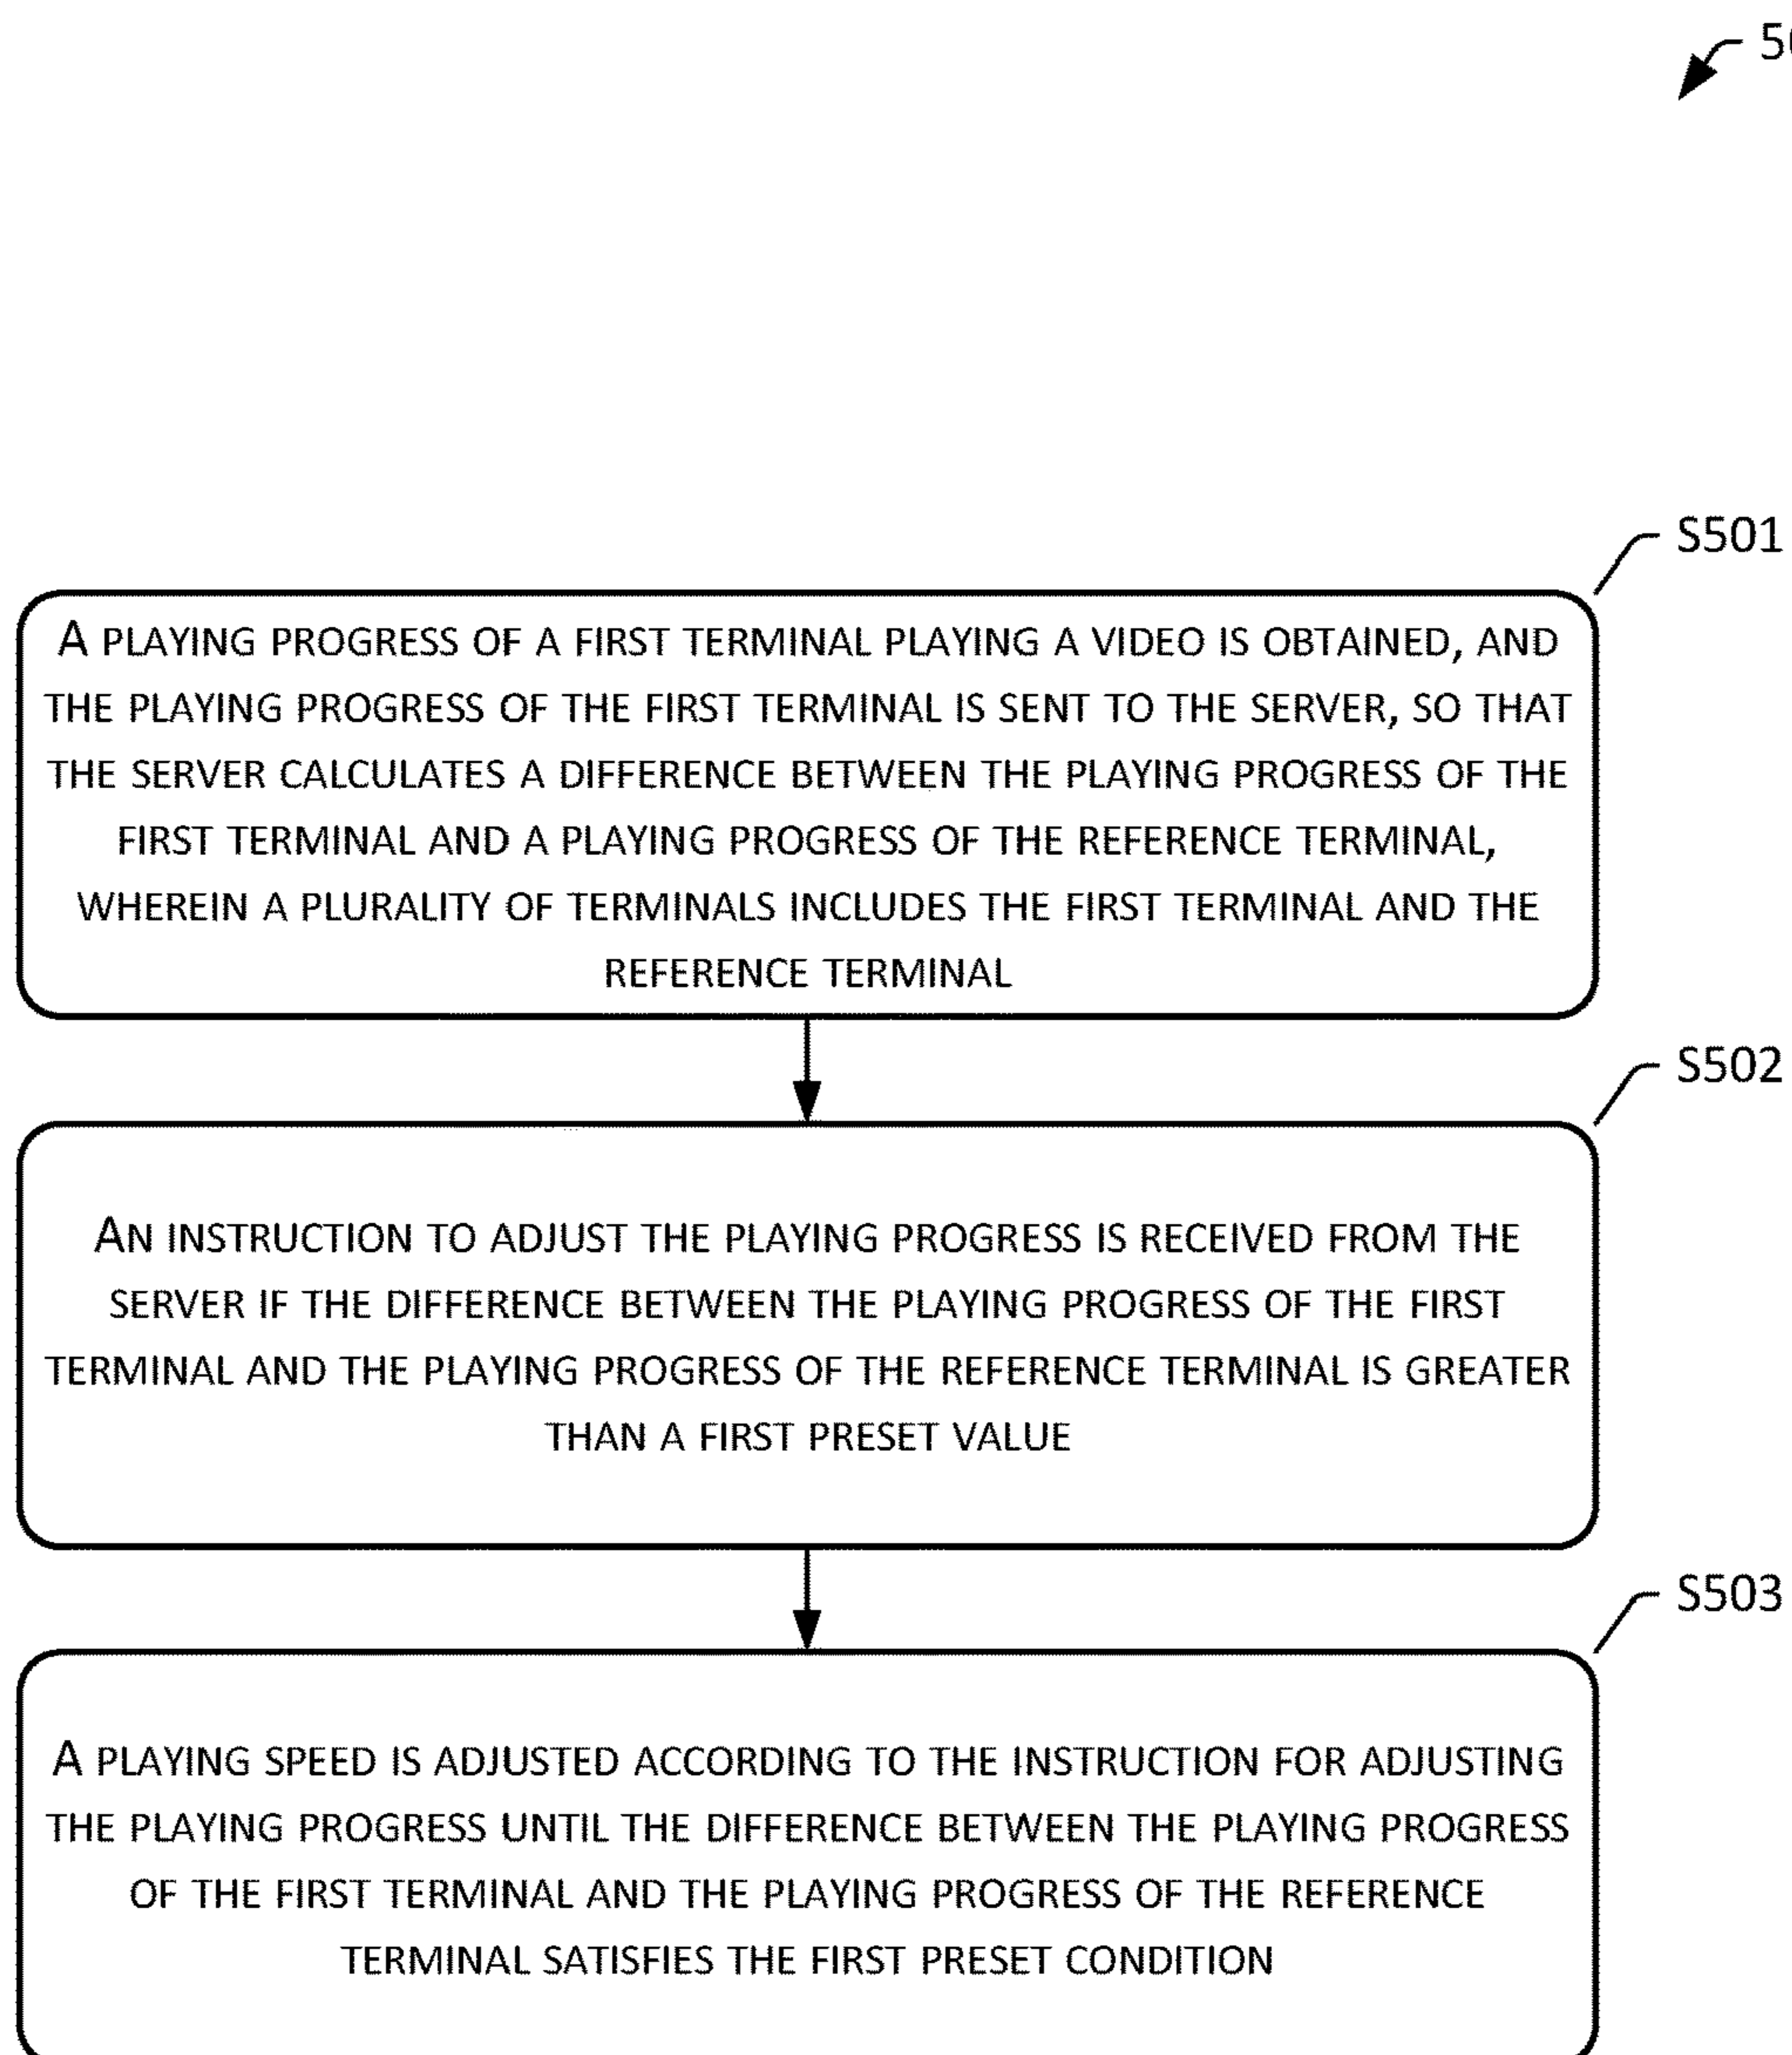 S501
A PLAYING PROGRESS OF A FIRST TERMINAL PLAYING A VIDEO IS OBTAINED, AND
THE PLAYING PROGRESS OF THE FIRST TERMINAL IS SENT TO THE SERVER, SO THAT
THE SERVER CALCULATES A DIFFERENCE BETWEEN THE PLAYING PROGRESS OF THE
FIRST TERMINAL AND A PLAYING PROGRESS OF THE REFERENCE TERMINAL,
WHEREIN A PLURALITY OF TERMINALS INCLUDES THE FIRST TERMINAL AND THE
REFERENCE TERMINAL
S502
AN INSTRUCTION TO ADJUST THE PLAYING PROGRESS IS RECEIVED FROM THE
SERVER IF THE DIFFERENCE BETWEEN THE PLAYING PROGRESS OF THE FIRST
TERMINAL AND THE PLAYING PROGRESS OF THE REFERENCE TERMINAL IS GREATER
THAN A FIRST PRESET VALUE
S503
A PLAYING SPEED IS ADJUSTED ACCORDING TO THE INSTRUCTION FOR ADJUSTING
THE PLAYING PROGRESS UNTIL THE DIFFERENCE BETWEEN THE PLAYING PROGRESS
OF THE FIRST TERMINAL AND THE PLAYING PROGRESS OF THE REFERENCE
TERMINAL SATISFIES THE FIRST PRESET CONDITION